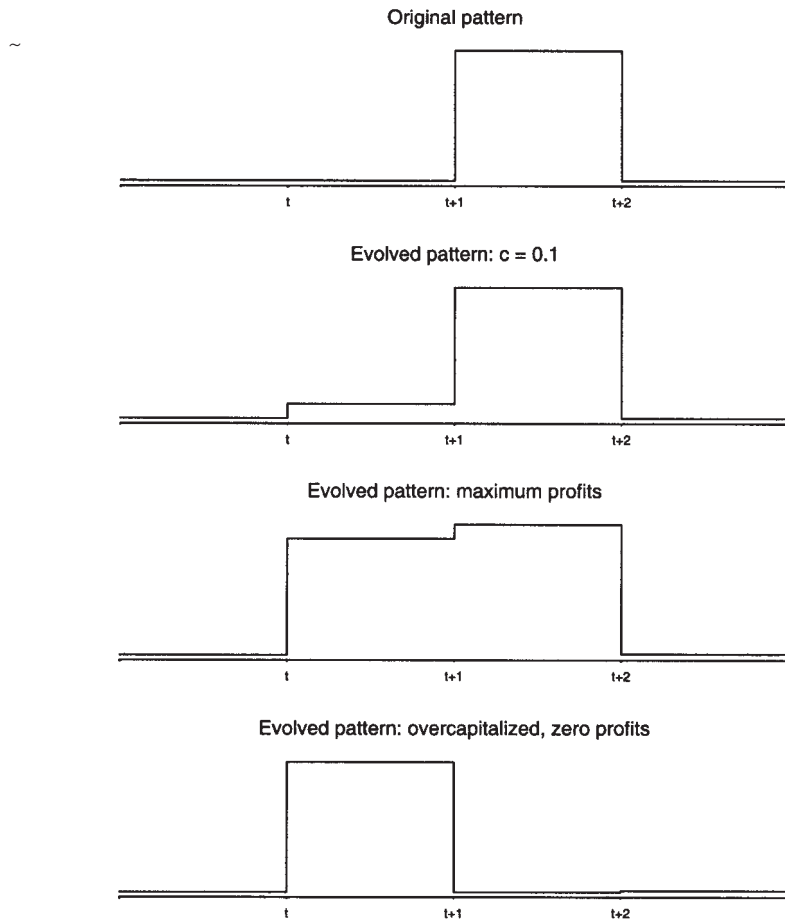 Original pattern
~
t t+1 t+2
Evolved pattern: c = 0.1
t t+1 t+2
Evolved pattern: maximum profits
t t+1 t+2
Evolved pattern: overcapitalized, zero profits
t t+1 t+2